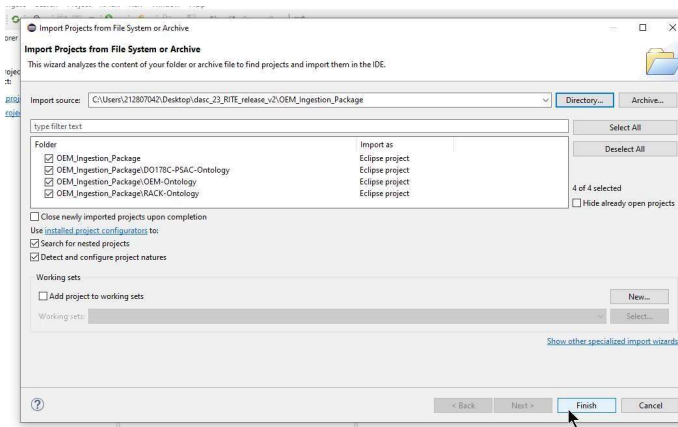 Import Projects from File System or Archive
Import Projects from File System or Archive
This wizard analyzes the content of your folder or archive file to find projects and import them in the IDE.
Import source: C:\Users\212807042\Desktop\dasc_23_RITE_release_v2\OEM_Ingestion_Package Directory... Archive...
type filter text Select All
Folder Import as Deselect All
OEM_Ingestion_Package Eclipse project
OEM_Ingestion_Package\DO178C-PSAC-Ontology Eclipse project
OEM_Ingestion_Package\OEM-Ontology Eclipse project
OEM_Ingestion_Package\RACK-Ontology Eclipse project
4 of 4 selected
Hide already open projects
Close newly imported projects upon completion
Use installed project configurators to:
Search for nested projects
Detect and configure project natures
Working sets
Add project to working sets New...
Working sets: Select...
Show other specialized import wizards
< Back Next > Finish Cancel